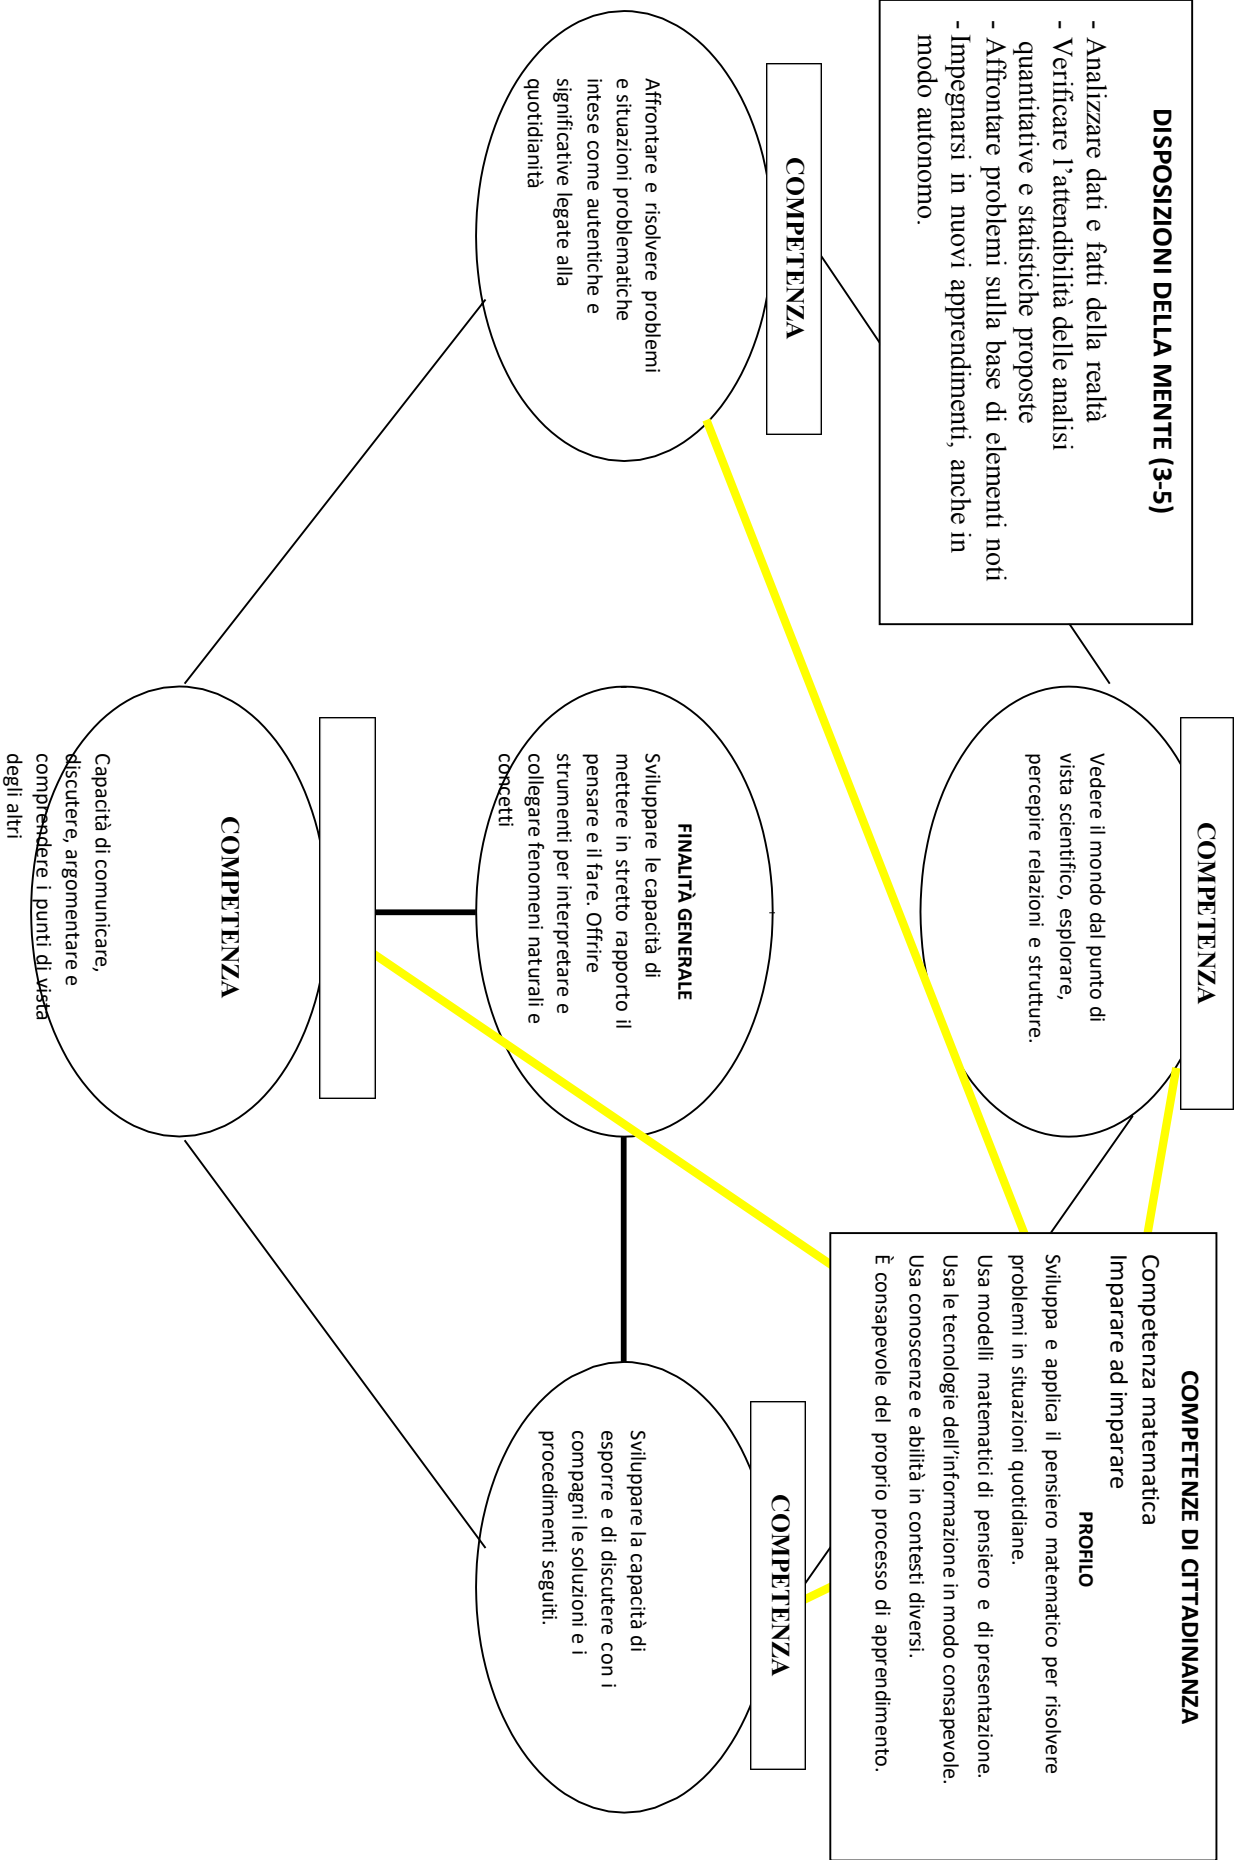 DISPOSIZIONI DELLA MENTE (3-5)
- Analizzare dati e fatti della realtà
- Verificare l’attendibilità delle analisi
quantitative e statistiche proposte
- Affrontare problemi sulla base di elementi noti
- Impegnarsi in nuovi apprendimenti, anche in
modo autonomo.
COMPETENZA
Vedere il mondo dal punto di
vista scientifico, esplorare,
percepire relazioni e strutture.
COMPETENZE DI CITTADINANZA
Competenza matematica
Imparare ad imparare
PROFILO
Sviluppa e applica il pensiero matematico per risolvere
problemi in situazioni quotidiane.
Usa modelli matematici di pensiero e di presentazione.
Usa le tecnologie dell’informazione in modo consapevole.
Usa conoscenze e abilità in contesti diversi.
È consapevole del proprio processo di apprendimento.
COMPETENZA
Affrontare e risolvere problemi
e situazioni problematiche
intese come autentiche e
significative legate alla
quotidianità
FINALITÀ GENERALE
Sviluppare le capacità di
mettere in stretto rapporto il
pensare e il fare. Offrire
strumenti per interpretare e
collegare fenomeni naturali e
concetti
COMPETENZA
Sviluppare la capacità di
esporre e di discutere con i
compagni le soluzioni e i
procedimenti seguiti.
COMPETENZA
Capacità di comunicare,
discutere, argomentare e
comprendere i punti di vista
degli altri